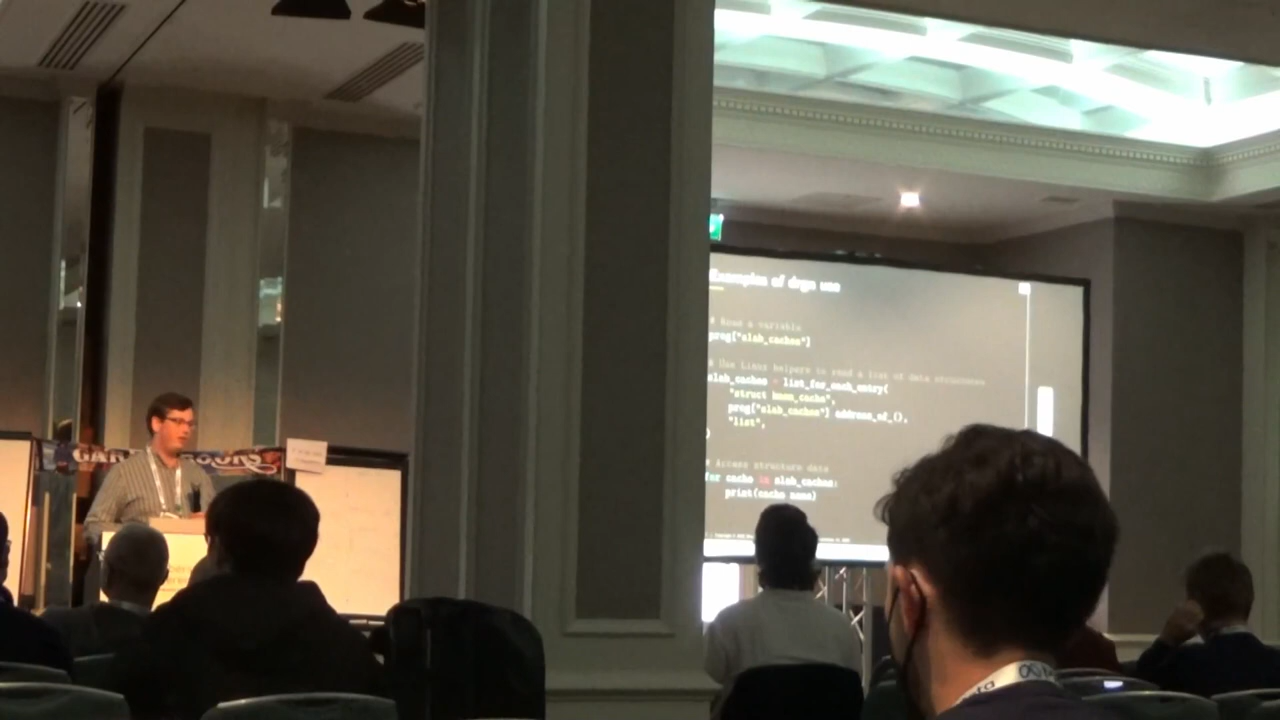 Examples of drgn use
# Read a variable
prog["slab_caches"]
# Use Linux helpers to read a list of data structures
slab_caches = list_for_each_entry(
"struct kmem_cache",
prog["slab_caches"].address_of_(),
"list",
)
# Access structure data
for cache in slab_caches:
print(cache.name)